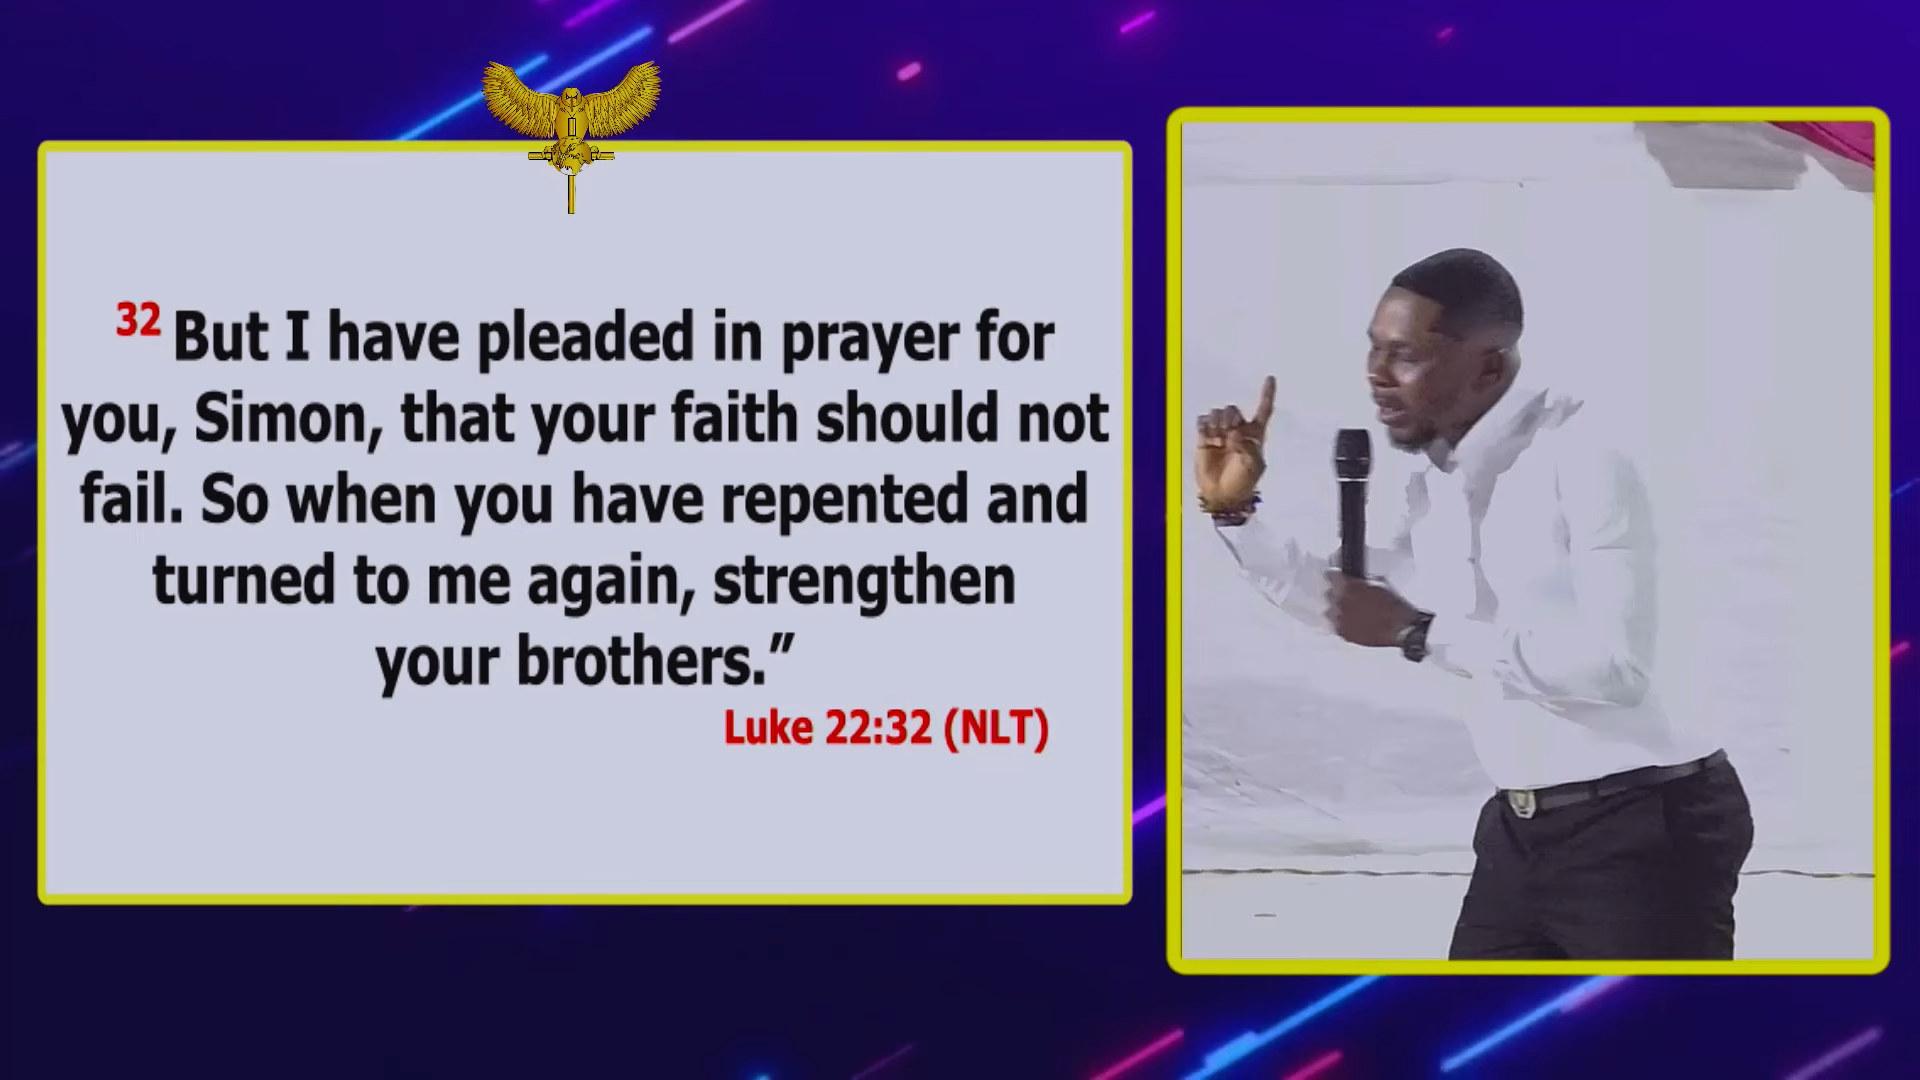 32 But I have pleaded in prayer for
you, Simon, that your faith should not
fail. So when you have repented and
turned to me again, strengthen
your brothers.”
Luke 22:32 (NLT)